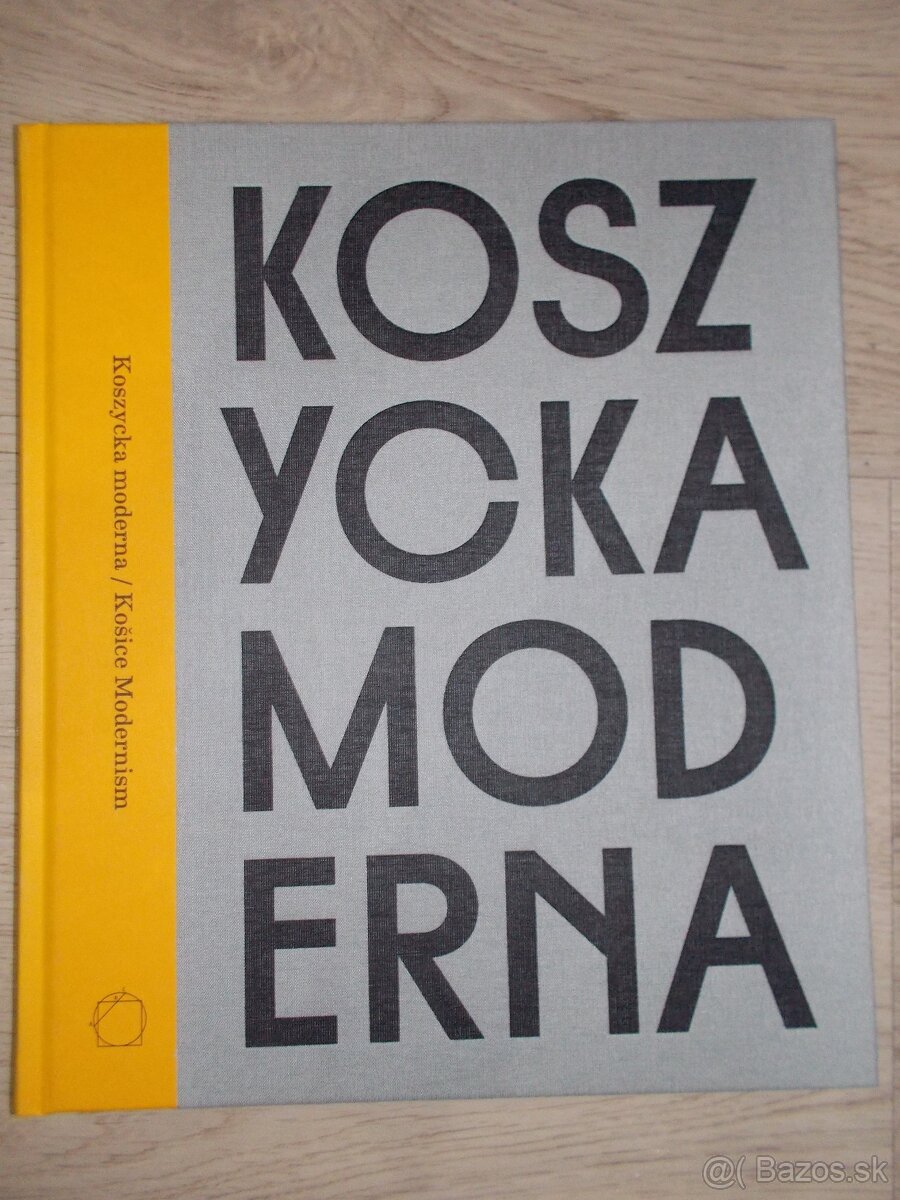 KOSZ
YCKA
MOD
ERNA
Koszycka moderna / Košice Modernism
@( Bazos.sk